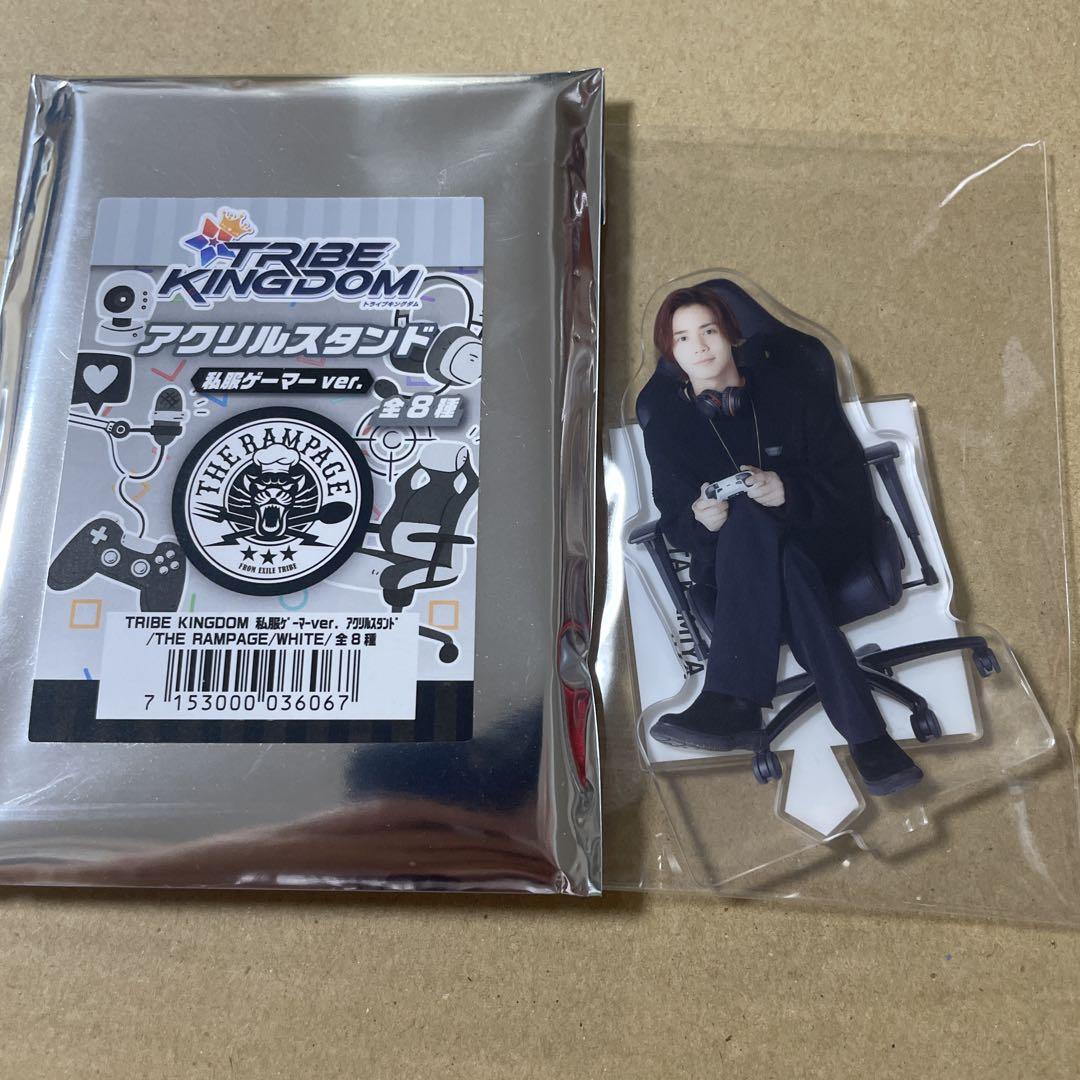 TRIBE
KINGDOM
トライブキングダム
アクリルスタンド
私服ゲーマー ver.
全8種
THE RAMPAGE
FROM EXILE TRIBE
TRIBE KINGDOM 私服ｹﾞｰﾏｰver. ｱｸﾘﾙｽﾀﾝﾄﾞ
/THE RAMPAGE/WHITE/全８種
7 153000 036067